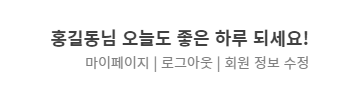 홍길동님 오늘도 좋은 하루 되세요!
마이페이지 | 로그아웃 | 회원 정보 수정